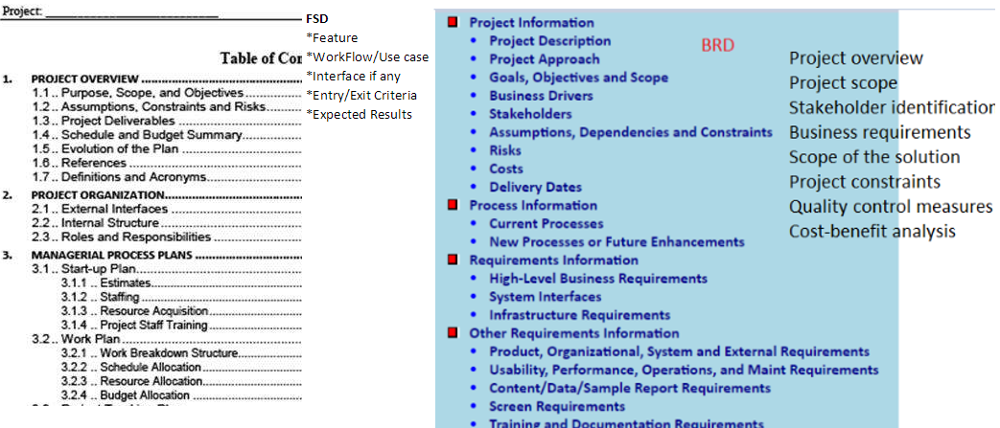 Project:
Table of Con
1. PROJECT OVERVIEW
1.1 .. Purpose, Scope, and Objectives
1.2 .. Assumptions, Constraints and Risks
1.3 .. Project Deliverables
1.4 .. Schedule and Budget Summary
1.5 .. Evolution of the Plan
1.6 .. References
1.7 .. Definitions and Acronyms
2. PROJECT ORGANIZATION
2.1 .. External Interfaces
2.2 .. Internal Structure
2.3 .. Roles and Responsibilities
3. MANAGERIAL PROCESS PLANS
3.1 .. Start-up Plan
3.1.1 .. Estimates
3.1.2 .. Staffing
3.1.3 .. Resource Acquisition
3.1.4 .. Project Staff Training
3.2 .. Work Plan
3.2.1 .. Work Breakdown Structure
3.2.2 .. Schedule Allocation
3.2.3 .. Resource Allocation
3.2.4 .. Budget Allocation
FSD
*Feature
*WorkFlow/Use case
*Interface if any
*Entry/Exit Criteria
*Expected Results
BRD
Project Information
• Project Description
• Project Approach
• Goals, Objectives and Scope
• Business Drivers
• Stakeholders
• Assumptions, Dependencies and Constraints
• Risks
• Costs
• Delivery Dates
Process Information
• Current Processes
• New Processes or Future Enhancements
Requirements Information
• High-Level Business Requirements
• System Interfaces
• Infrastructure Requirements
Other Requirements Information
• Product, Organizational, System and External Requirements
• Usability, Performance, Operations, and Maint Requirements
• Content/Data/Sample Report Requirements
• Screen Requirements
• Training and Documentation Requirements
Project overview
Project scope
Stakeholder identification
Business requirements
Scope of the solution
Project constraints
Quality control measures
Cost-benefit analysis